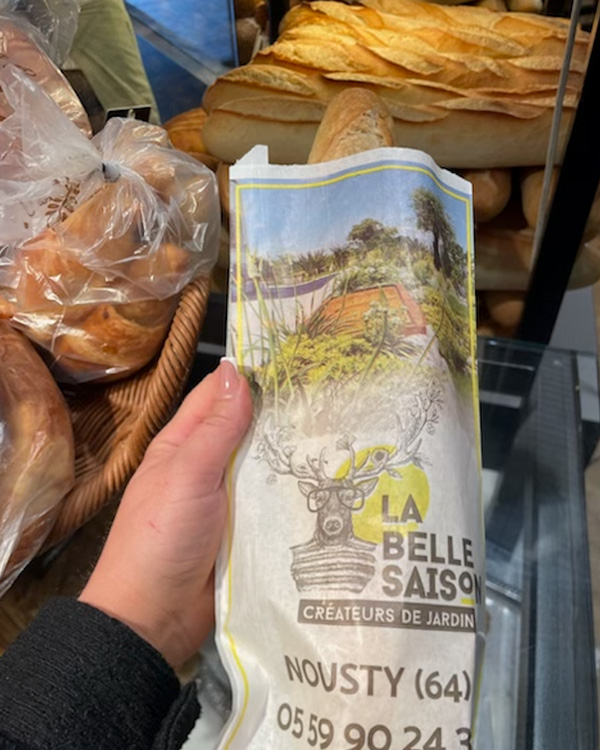 LA
BELLE
SAISON
CRÉATEURS DE JARDIN
NOUSTY (64)
05 59 90 24 3